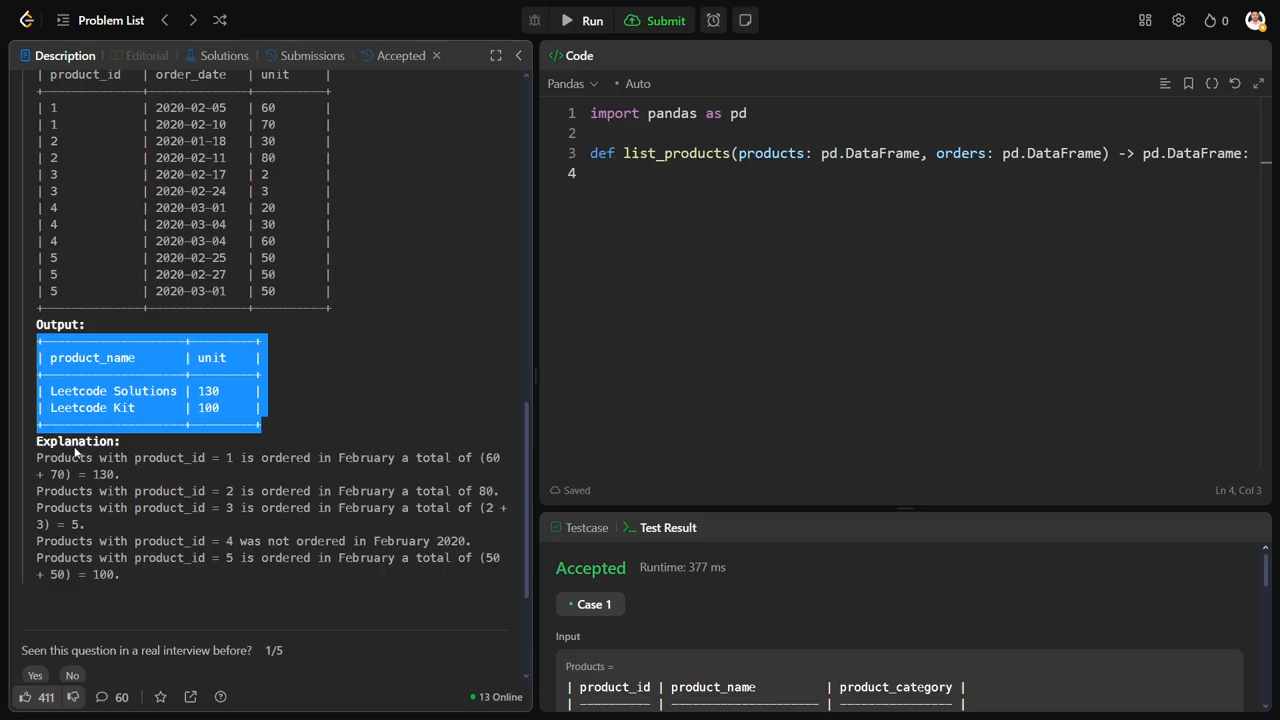 Problem List
Run
Submit
0
Description
Editorial
Solutions
Submissions
Accepted
| product_id | order_date | unit |
| 1 | 2020-02-05 | 60 |
| 1 | 2020-02-10 | 70 |
| 2 | 2020-01-18 | 30 |
| 2 | 2020-02-11 | 80 |
| 3 | 2020-02-17 | 2 |
| 3 | 2020-02-24 | 3 |
| 4 | 2020-03-01 | 20 |
| 4 | 2020-03-04 | 30 |
| 4 | 2020-03-04 | 60 |
| 5 | 2020-02-25 | 50 |
| 5 | 2020-02-27 | 50 |
| 5 | 2020-03-01 | 50 |
Output:
| product_name | unit |
| Leetcode Solutions | 130 |
| Leetcode Kit | 100 |
Explanation:
Products with product_id = 1 is ordered in February a total of (60
+ 70) = 130.
Products with product_id = 2 is ordered in February a total of 80.
Products with product_id = 3 is ordered in February a total of (2 +
3) = 5.
Products with product_id = 4 was not ordered in February 2020.
Products with product_id = 5 is ordered in February a total of (50
+ 50) = 100.
Seen this question in a real interview before? 1/5
Yes
No
411
60
13 Online
</> Code
Pandas
• Auto
1 import pandas as pd
2
3 def list_products(products: pd.DataFrame, orders: pd.DataFrame) -> pd.DataFrame:
4
Saved
Ln 4, Col 3
Testcase
>_ Test Result
Accepted
Runtime: 377 ms
• Case 1
Input
Products =
| product_id | product_name | product_category |